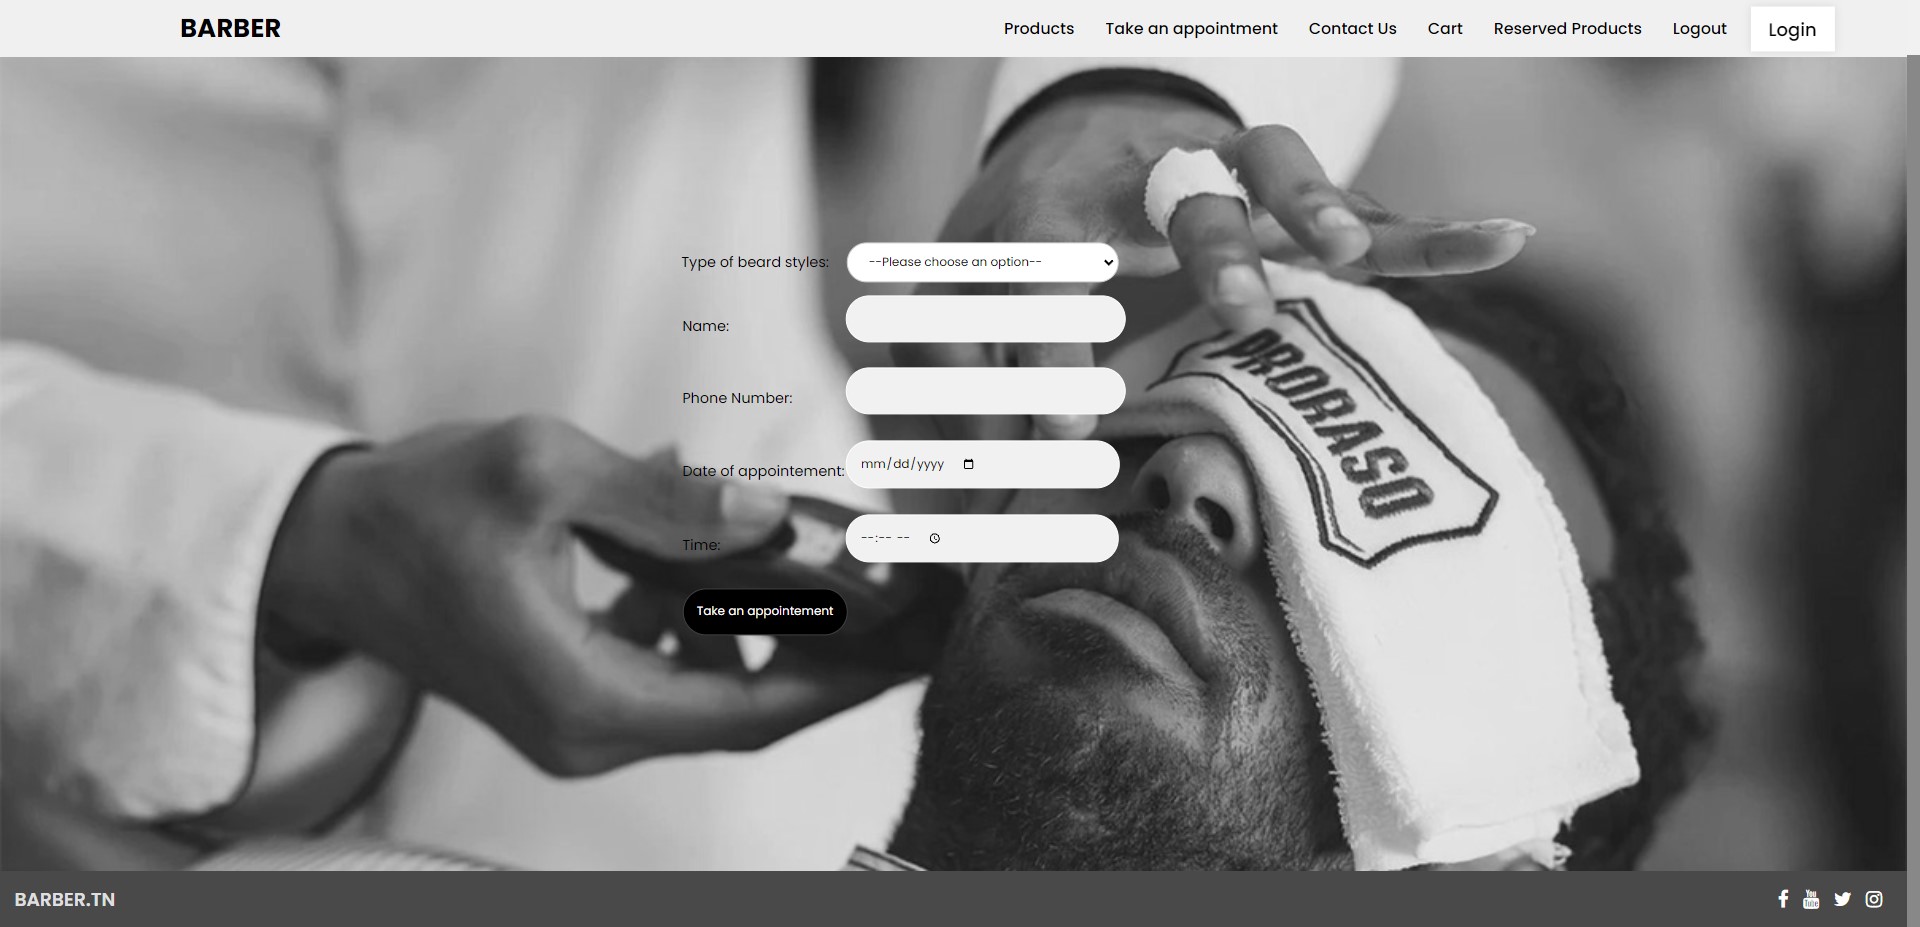 BARBER
Products Take an appointment Contact Us Cart Reserved Products Logout Login
Type of beard styles: --Please choose an option--
Name:
PRORASO
Phone Number:
Date of appointement: mm/dd/yyyy
Time: --:-- --
Take an appointement
BARBER.TN
You Tube